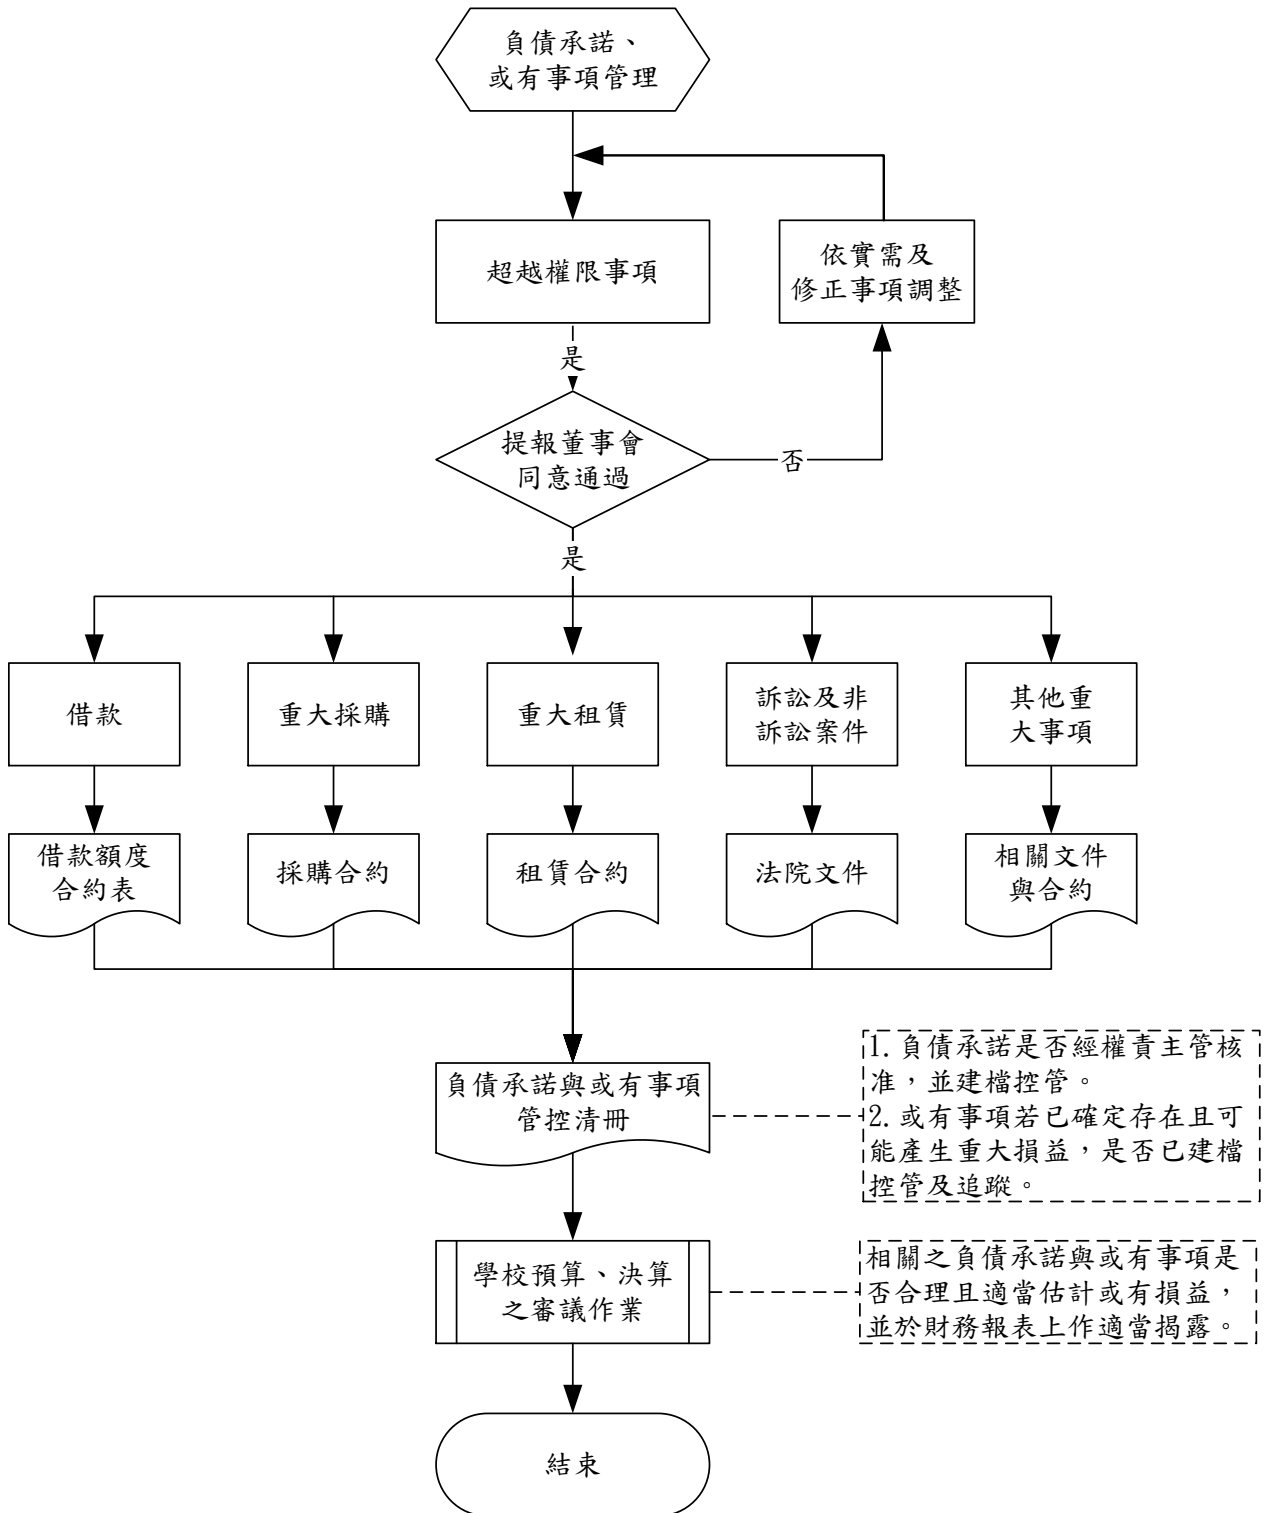 負債承諾、
或有事項管理
超越權限事項
依實需及
修正事項調整
是
提報董事會
同意通過
否
是
借款
重大採購
重大租賃
訴訟及非
訴訟案件
其他重
大事項
借款額度
合約表
採購合約
租賃合約
法院文件
相關文件
與合約
負債承諾與或有事項
管控清冊
1. 負債承諾是否經權責主管核
准，並建檔控管。
2. 或有事項若已確定存在且可
能產生重大損益，是否已建檔
控管及追蹤。
學校預算、決算
之審議作業
相關之負債承諾與或有事項是
否合理且適當估計或有損益，
並於財務報表上作適當揭露。
結束